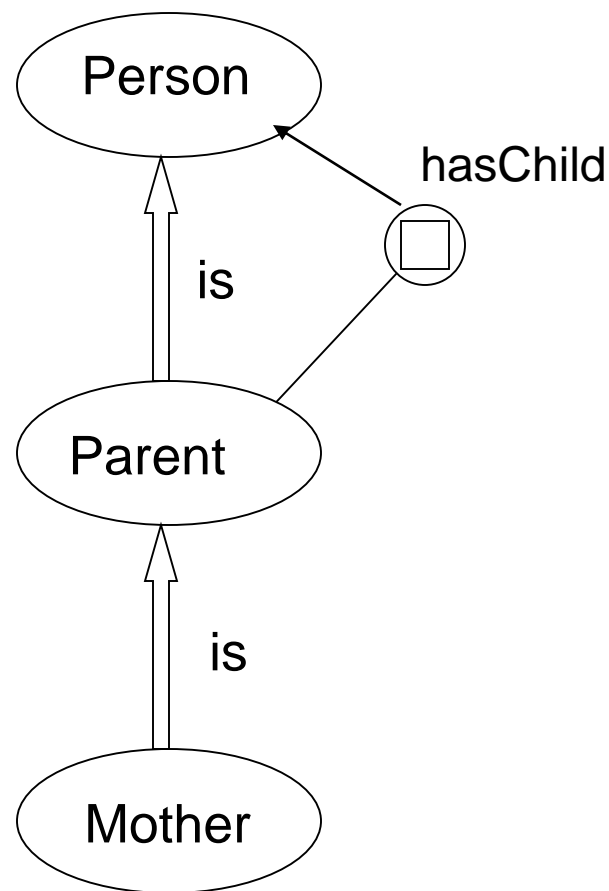 Person
hasChild
is
Parent
is
Mother